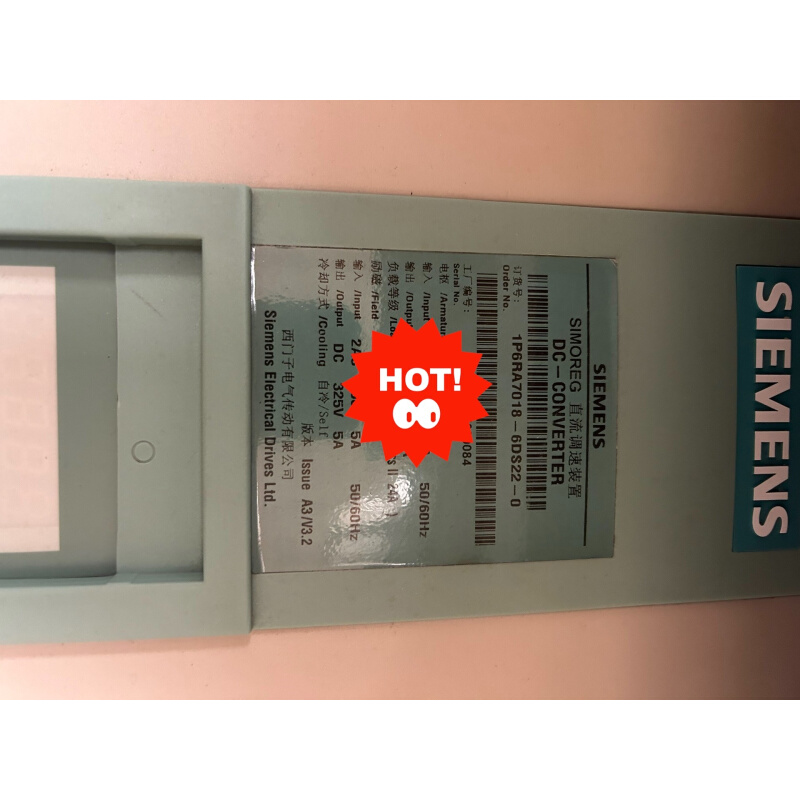 SIEMENS
SIEMENS
SIMOREG 直流调速装置
DC-CONVERTER
订货号:
Order No. 1P6RA7018-6DS22-0
工厂编号:
Serial No. 0084
电枢 /Armatur
输入 /Input 50/60Hz
输出 /Outpu
负载等级 /Lo
励磁 /Field
输入 /Input 2A 5A 50/60Hz
输出 /Output DC 325V 5A
冷却方式 /Cooling 自冷/Self 版本 Issue A3/V3.2
西门子电气传动有限公司
Siemens Electrical Drives Ltd.
HOT!